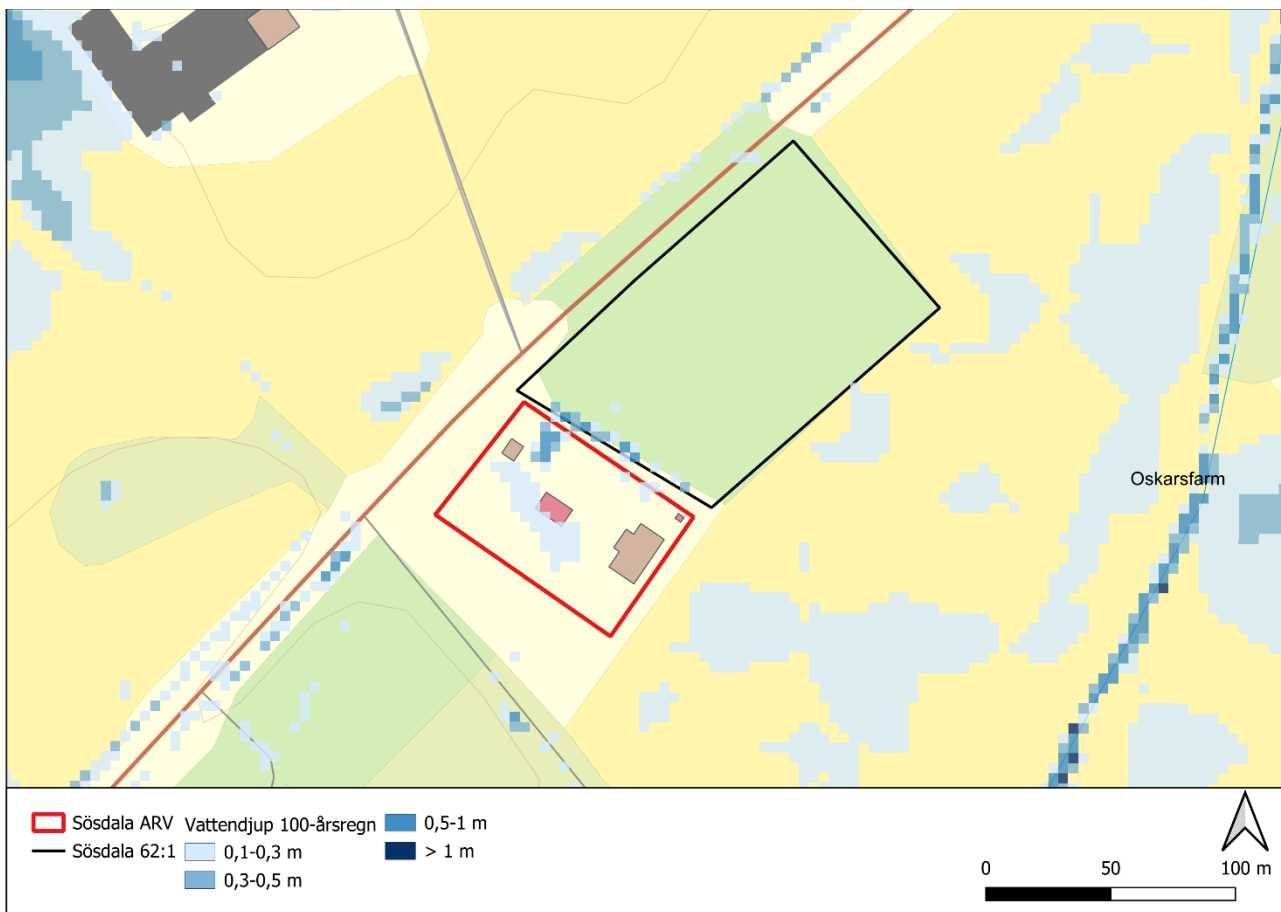 Oskarsfarm
Sösdala ARV
Sösdala 62:1
Vattendjup 100-årsregn
0,1-0,3 m
0,3-0,5 m
0,5-1 m
> 1 m
0 50 100 m